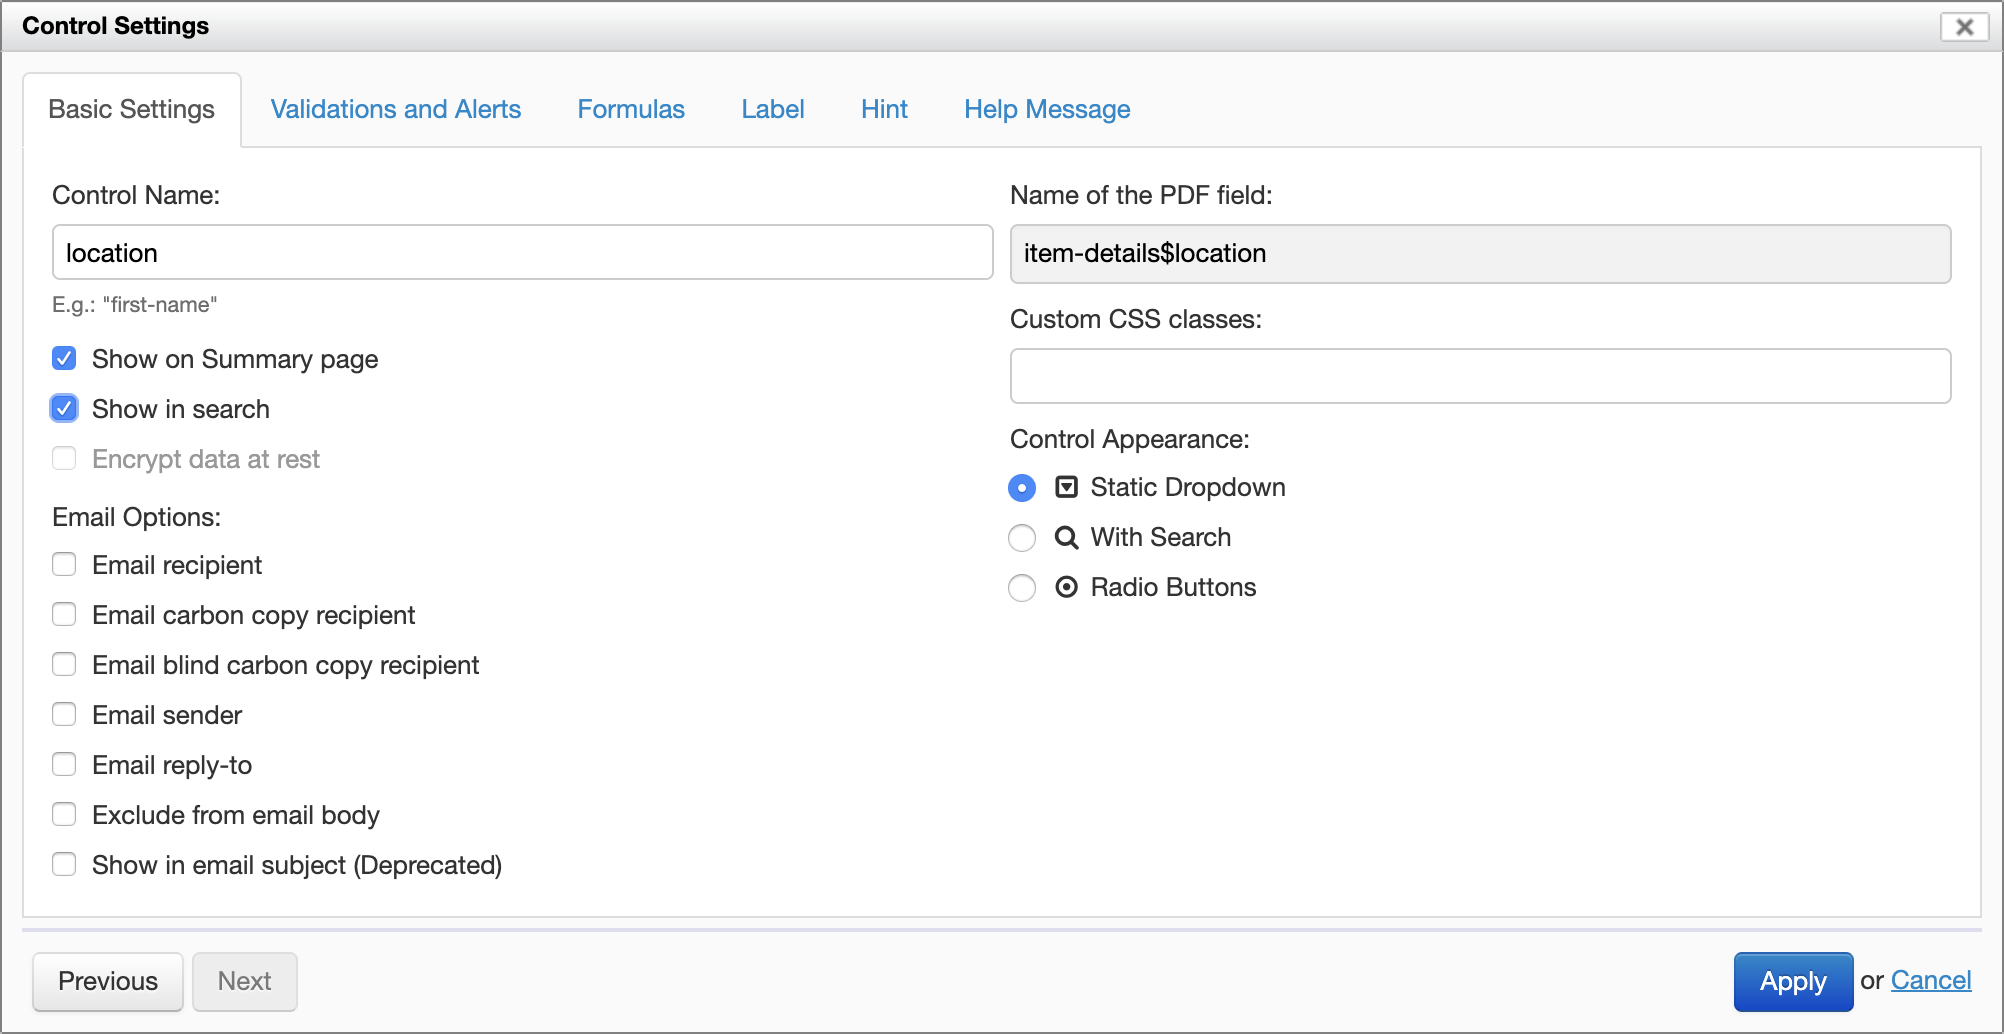 Control Settings
Basic Settings
Validations and Alerts
Formulas
Label
Hint
Help Message
Control Name:
location
E.g.: "first-name"
Show on Summary page
Show in search
Encrypt data at rest
Email Options:
Email recipient
Email carbon copy recipient
Email blind carbon copy recipient
Email sender
Email reply-to
Exclude from email body
Show in email subject (Deprecated)
Name of the PDF field:
item-details$location
Custom CSS classes:
Control Appearance:
Static Dropdown
With Search
Radio Buttons
Previous
Next
Apply or Cancel